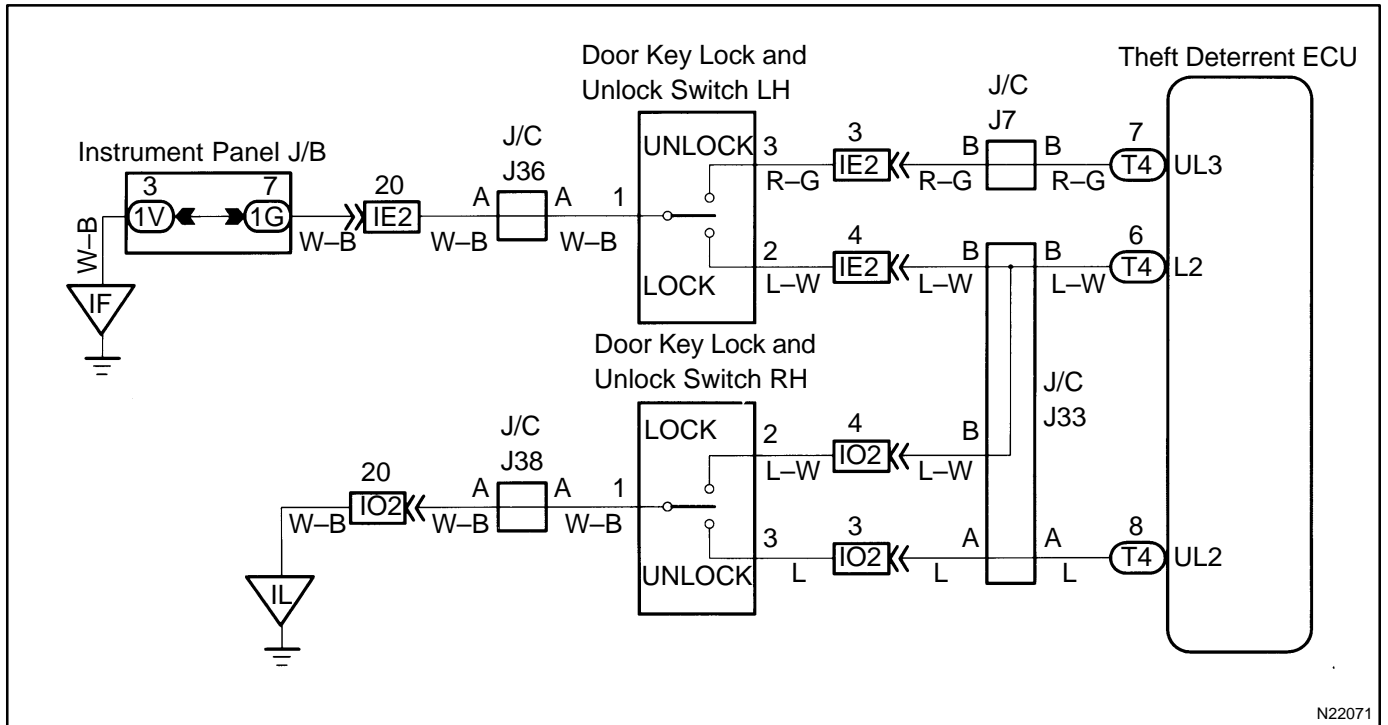 Door Key Lock and
Unlock Switch LH
Theft Deterrent ECU
J/C
J7
Instrument Panel J/B
J/C
J36
UNLOCK
3
R–G
3
IE2
B
R–G
B
R–G
7
T4
UL3
3
1V
7
1G
W–B
20
IE2
A
W–B
A
W–B
1
W–B
IF
LOCK
2
L–W
4
IE2
B
L–W
B
L–W
6
T4
L2
Door Key Lock and
Unlock Switch RH
J/C
J33
J/C
J38
LOCK
2
L–W
4
IO2
B
L–W
W–B
20
IO2
A
W–B
A
W–B
1
IL
UNLOCK
3
L
3
IO2
A
L
A
L
8
T4
UL2
N22071